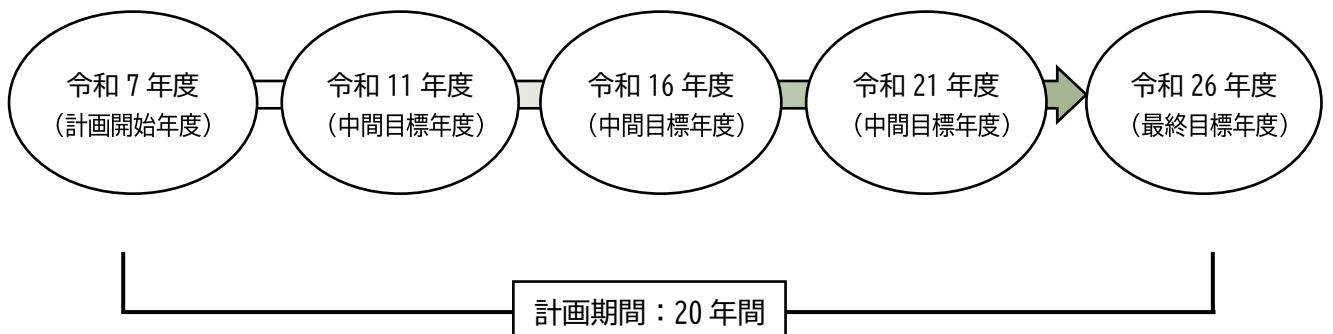 令和 7 年度
（計画開始年度）
令和 11 年度
（中間目標年度）
令和 16 年度
（中間目標年度）
令和 21 年度
（中間目標年度）
令和 26 年度
（最終目標年度）
計画期間：20 年間